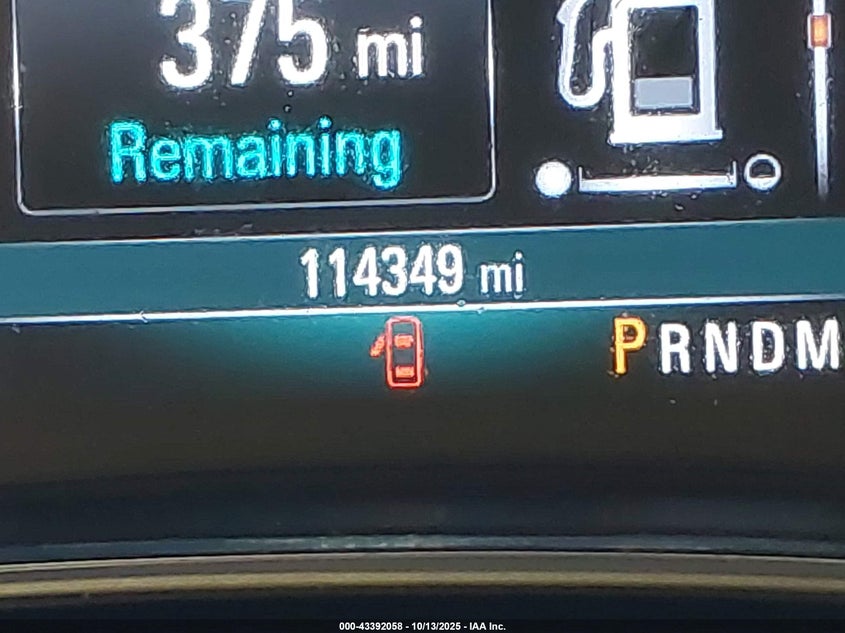 375 mi
Remaining
114349 mi
PRNDM
000-43392058 - 10/13/2025 - IAA Inc.